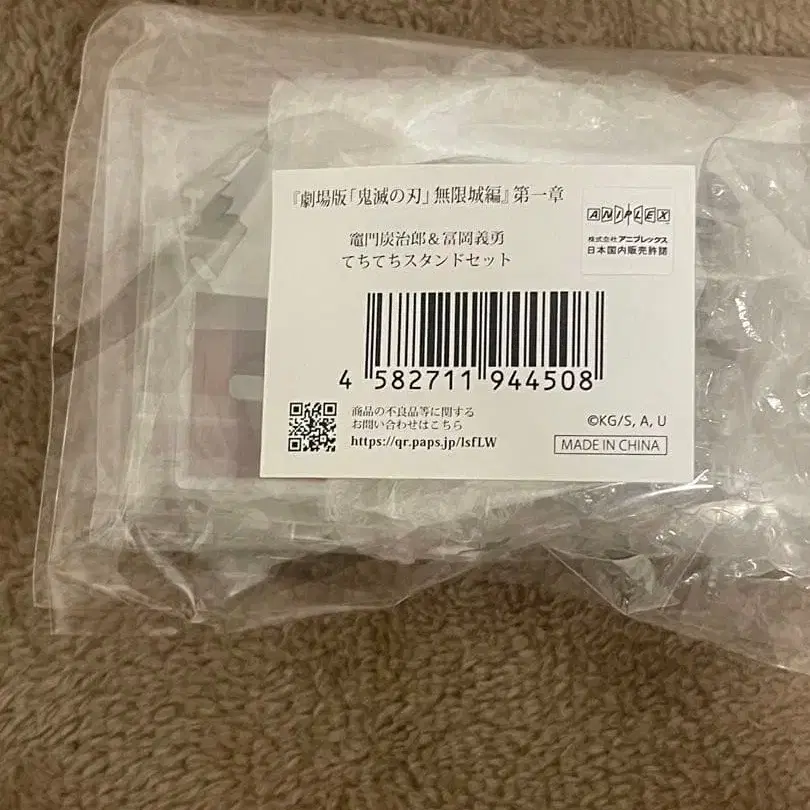 『劇場版「鬼滅の刃」無限城編』第一章
ANIPLEX
株式会社アニプレックス
日本国内販売許諾
竈門炭治郎&冨岡義勇
てちてちスタンドセット
4 582711 944508
商品の不良品等に関する
お問い合わせはこちら
https://qr.paps.jp/lsfLW
©KG/S, A, U
MADE IN CHINA